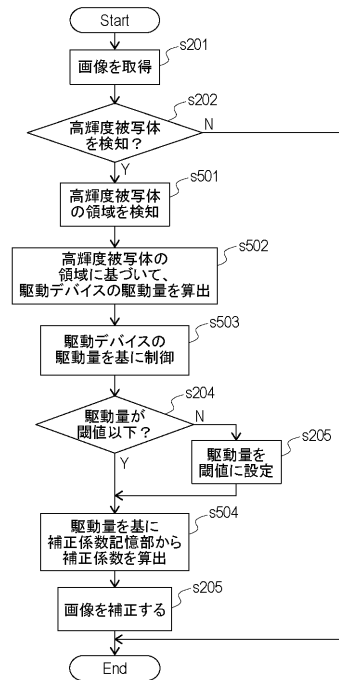 Start
s201
画像を取得
s202
高輝度被写体
を検知？
N
Y
s501
高輝度被写体
の領域を検知
s502
高輝度被写体の
領域に基づいて、
駆動デバイスの駆動量を算出
s503
駆動デバイスの
駆動量を基に制御
s204
駆動量が
閾値以下？
N
Y
s205
駆動量を
閾値に設定
s504
駆動量を基に
補正係数記憶部から
補正係数を算出
s205
画像を補正する
End